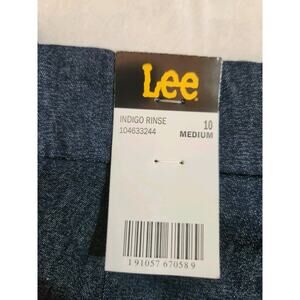 Lee
INDIGO RINSE
104633244
10
MEDIUM
1 91057 67058 9